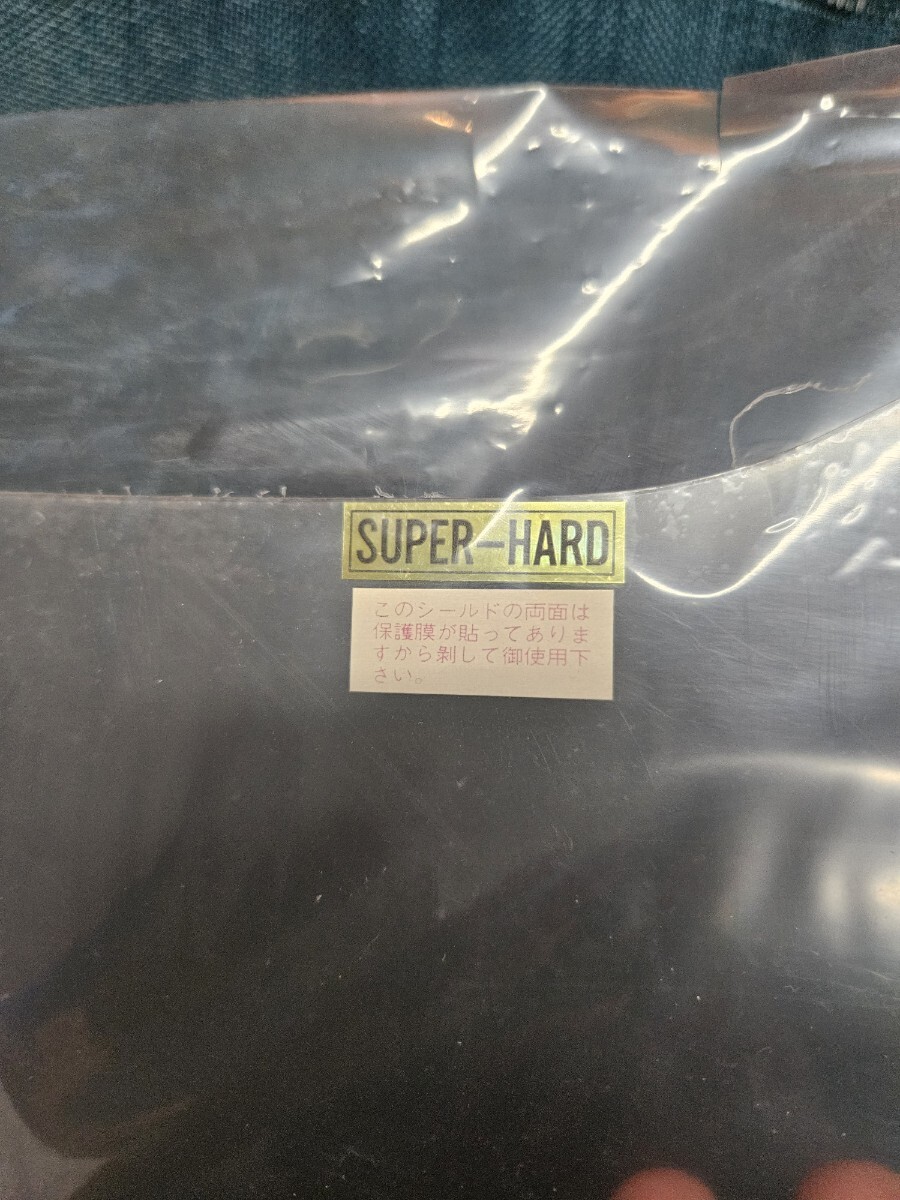 SUPER-HARD
このシールドの両面は
保護膜が貼ってありま
すから剝して御使用下
さい。